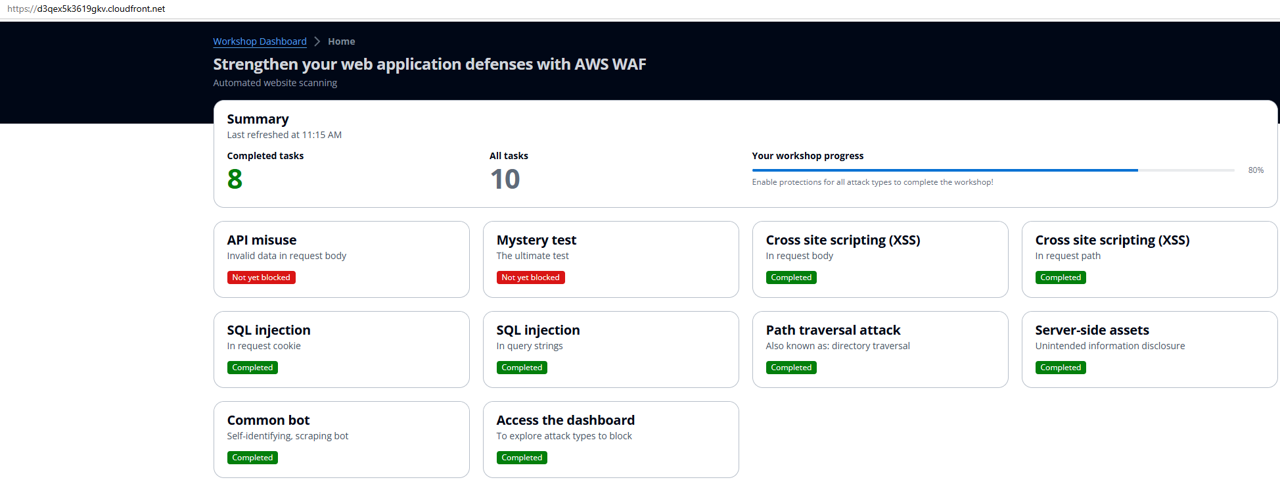 https://d3qex5k3619gkv.cloudfront.net
Workshop Dashboard > Home
Strengthen your web application defenses with AWS WAF
Automated website scanning
Summary
Last refreshed at 11:15 AM
Completed tasks
8
All tasks
10
Your workshop progress
80%
Enable protections for all attack types to complete the workshop!
API misuse
Invalid data in request body
Not yet blocked
Mystery test
The ultimate test
Not yet blocked
Cross site scripting (XSS)
In request body
Completed
Cross site scripting (XSS)
In request path
Completed
SQL injection
In request cookie
Completed
SQL injection
In query strings
Completed
Path traversal attack
Also known as: directory traversal
Completed
Server-side assets
Unintended information disclosure
Completed
Common bot
Self-identifying, scraping bot
Completed
Access the dashboard
To explore attack types to block
Completed